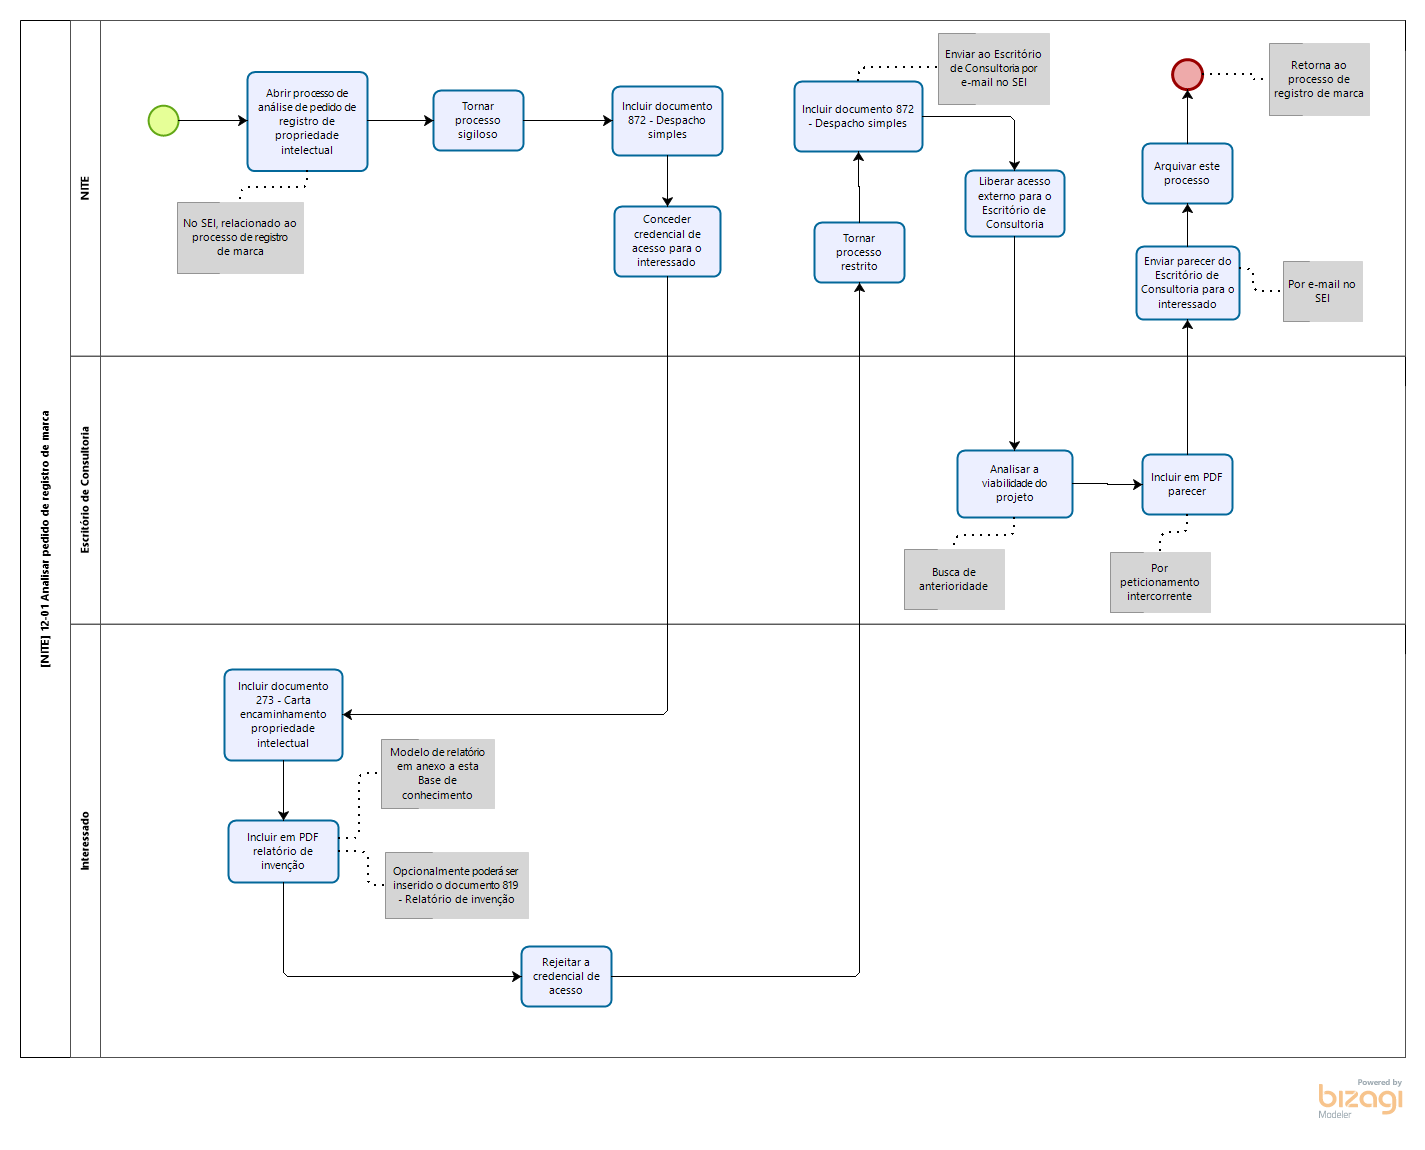 [NITE] 12-01 Analisar pedido de registro de marca
NITE
Abrir processo de
análise de pedido de
registro de
propriedade
intelectual
No SEI, relacionado ao
processo de registro
de marca
Tornar
processo
sigiloso
Incluir documento
872 - Despacho
simples
Conceder
credencial de
acesso para o
interessado
Incluir documento 872
- Despacho simples
Enviar ao Escritório
de Consultoria por
e-mail no SEI
Tornar
processo
restrito
Liberar acesso
externo para o
Escritório de
Consultoria
Retorna ao
processo de
registro de marca
Arquivar este
processo
Enviar parecer do
Escritório de
Consultoria para o
interessado
Por e-mail no
SEI
Escritório de Consultoria
Analisar a
viabilidade do
projeto
Busca de
anterioridade
Incluir em PDF
parecer
Por
peticionamento
intercorrente
Interessado
Incluir documento
273 - Carta
encaminhamento
propriedade
intelectual
Modelo de relatório
em anexo a esta
Base de
conhecimento
Incluir em PDF
relatório de
invenção
Opcionalmente poderá ser
inserido o documento 819
- Relatório de invenção
Rejeitar a
credencial de
acesso
Powered by
bizagi
Modeler